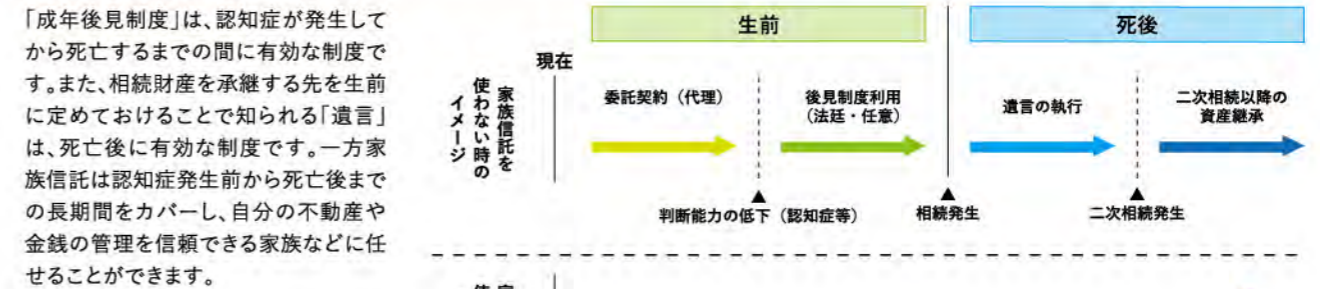 「成年後見制度」は、認知症が発生して
から死亡するまでの間に有効な制度で
す。また、相続財産を承継する先を生前
に定めておけることで知られる「遺言」
は、死亡後に有効な制度です。一方家
族信託は認知症発生前から死亡後まで
の長期間をカバーし、自分の不動産や
金銭の管理を信頼できる家族などに任
せることができます。
生前
死後
現在
家族信託を
使わない時の
イメージ
委託契約（代理）
後見制度利用
（法廷・任意）
遺言の執行
二次相続以降の
資産継承
▲
判断能力の低下（認知症等）
▲
相続発生
▲
二次相続発生